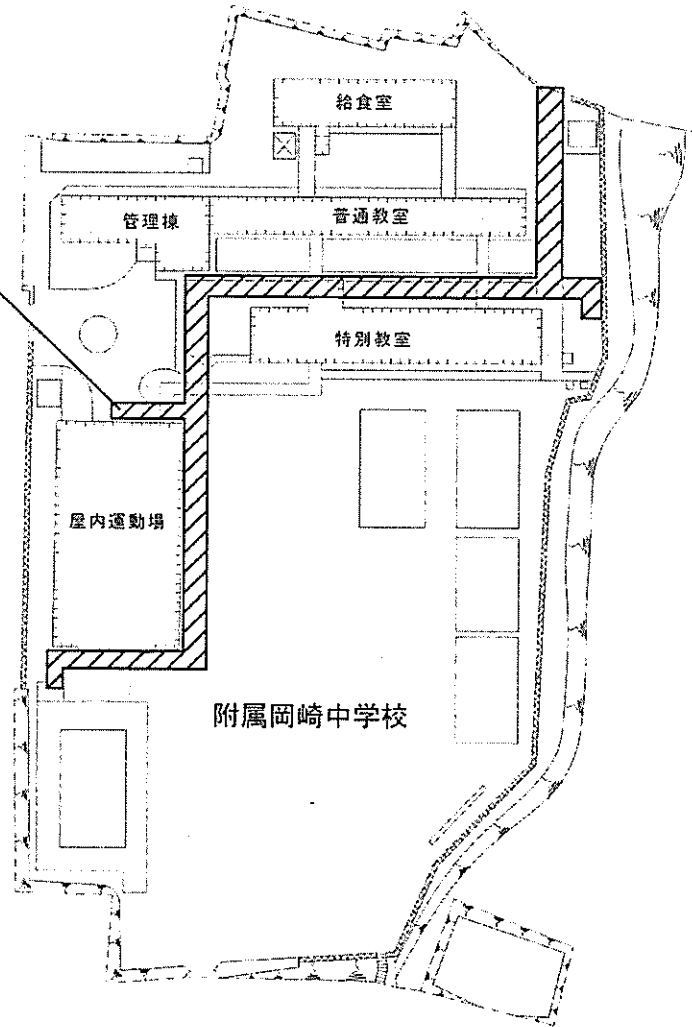 給食室
管理棟
普通教室
特別教室
屋内運動場
附属岡崎中学校